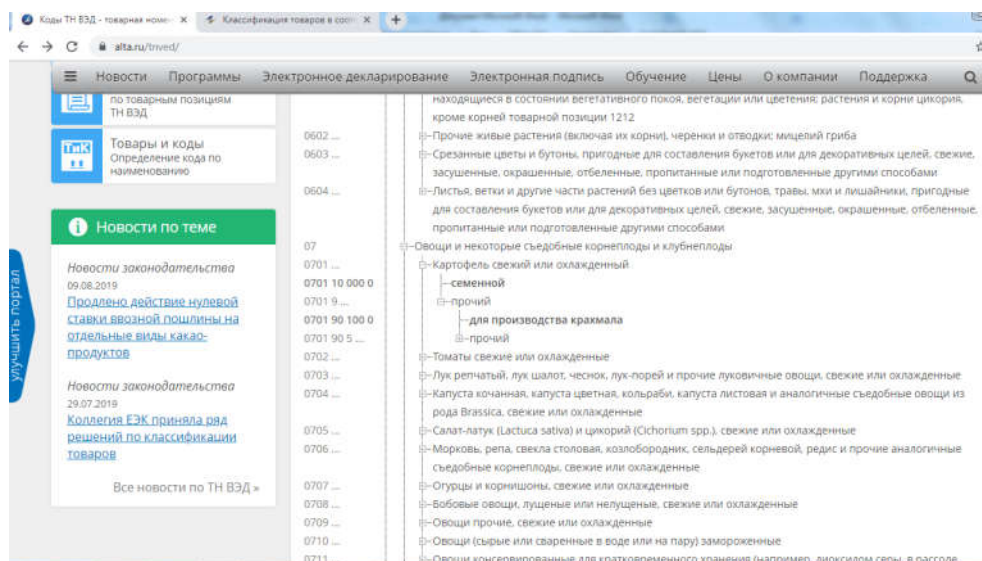 Коды ТН ВЭД - товарная номе
Классификация товаров в соот
alta.ru/tnved/
Новости Программы Электронное декларирование Электронная подпись Обучение Цены О компании Поддержка
по товарным позициям
ТН ВЭД
ТиК
Товары и коды
Определение кода по
наименованию
Новости по теме
Новости законодательства
09.08.2019
Продлено действие нулевой
ставки ввозной пошлины на
отдельные виды какао-
продуктов
Новости законодательства
29.07.2019
Коллегия ЕЭК приняла ряд
решений по классификации
товаров
Все новости по ТН ВЭД »
улучшить портал
находящиеся в состоянии вегетативного покоя, вегетации или цветения; растения и корни цикория,
кроме корней товарной позиции 1212
0602 ... Прочие живые растения (включая их корни), черенки и отводки; мицелий гриба
0603 ... Срезанные цветы и бутоны, пригодные для составления букетов или для декоративных целей, свежие,
засушенные, окрашенные, отбеленные, пропитанные или подготовленные другими способами
0604 ... Листья, ветки и другие части растений без цветков или бутонов, травы, мхи и лишайники, пригодные
для составления букетов или для декоративных целей, свежие, засушенные, окрашенные, отбеленные,
пропитанные или подготовленные другими способами
07 Овощи и некоторые съедобные корнеплоды и клубнеплоды
0701 ... Картофель свежий или охлажденный
0701 10 000 0 семенной
0701 9 ... прочий
0701 90 100 0 для производства крахмала
0701 90 5 ... прочий
0702 ... Томаты свежие или охлажденные
0703 ... Лук репчатый, лук шалот, чеснок, лук-порей и прочие луковичные овощи, свежие или охлажденные
0704 ... Капуста кочанная, капуста цветная, кольраби, капуста листовая и аналогичные съедобные овощи из
рода Brassica, свежие или охлажденные
0705 ... Салат-латук (Lactuca sativa) и цикорий (Cichorium spp.), свежие или охлажденные
0706 ... Морковь, репа, свекла столовая, козлобородник, сельдерей корневой, редис и прочие аналогичные
съедобные корнеплоды, свежие или охлажденные
0707 ... Огурцы и корнишоны, свежие или охлажденные
0708 ... Бобовые овощи, лущеные или нелущеные, свежие или охлажденные
0709 ... Овощи прочие, свежие или охлажденные
0710 ... Овощи (сырые или сваренные в воде или на пару) замороженные
0711 ... Овощи консервированные для кратковременного хранения (например, диоксидом серы, в рассоле,